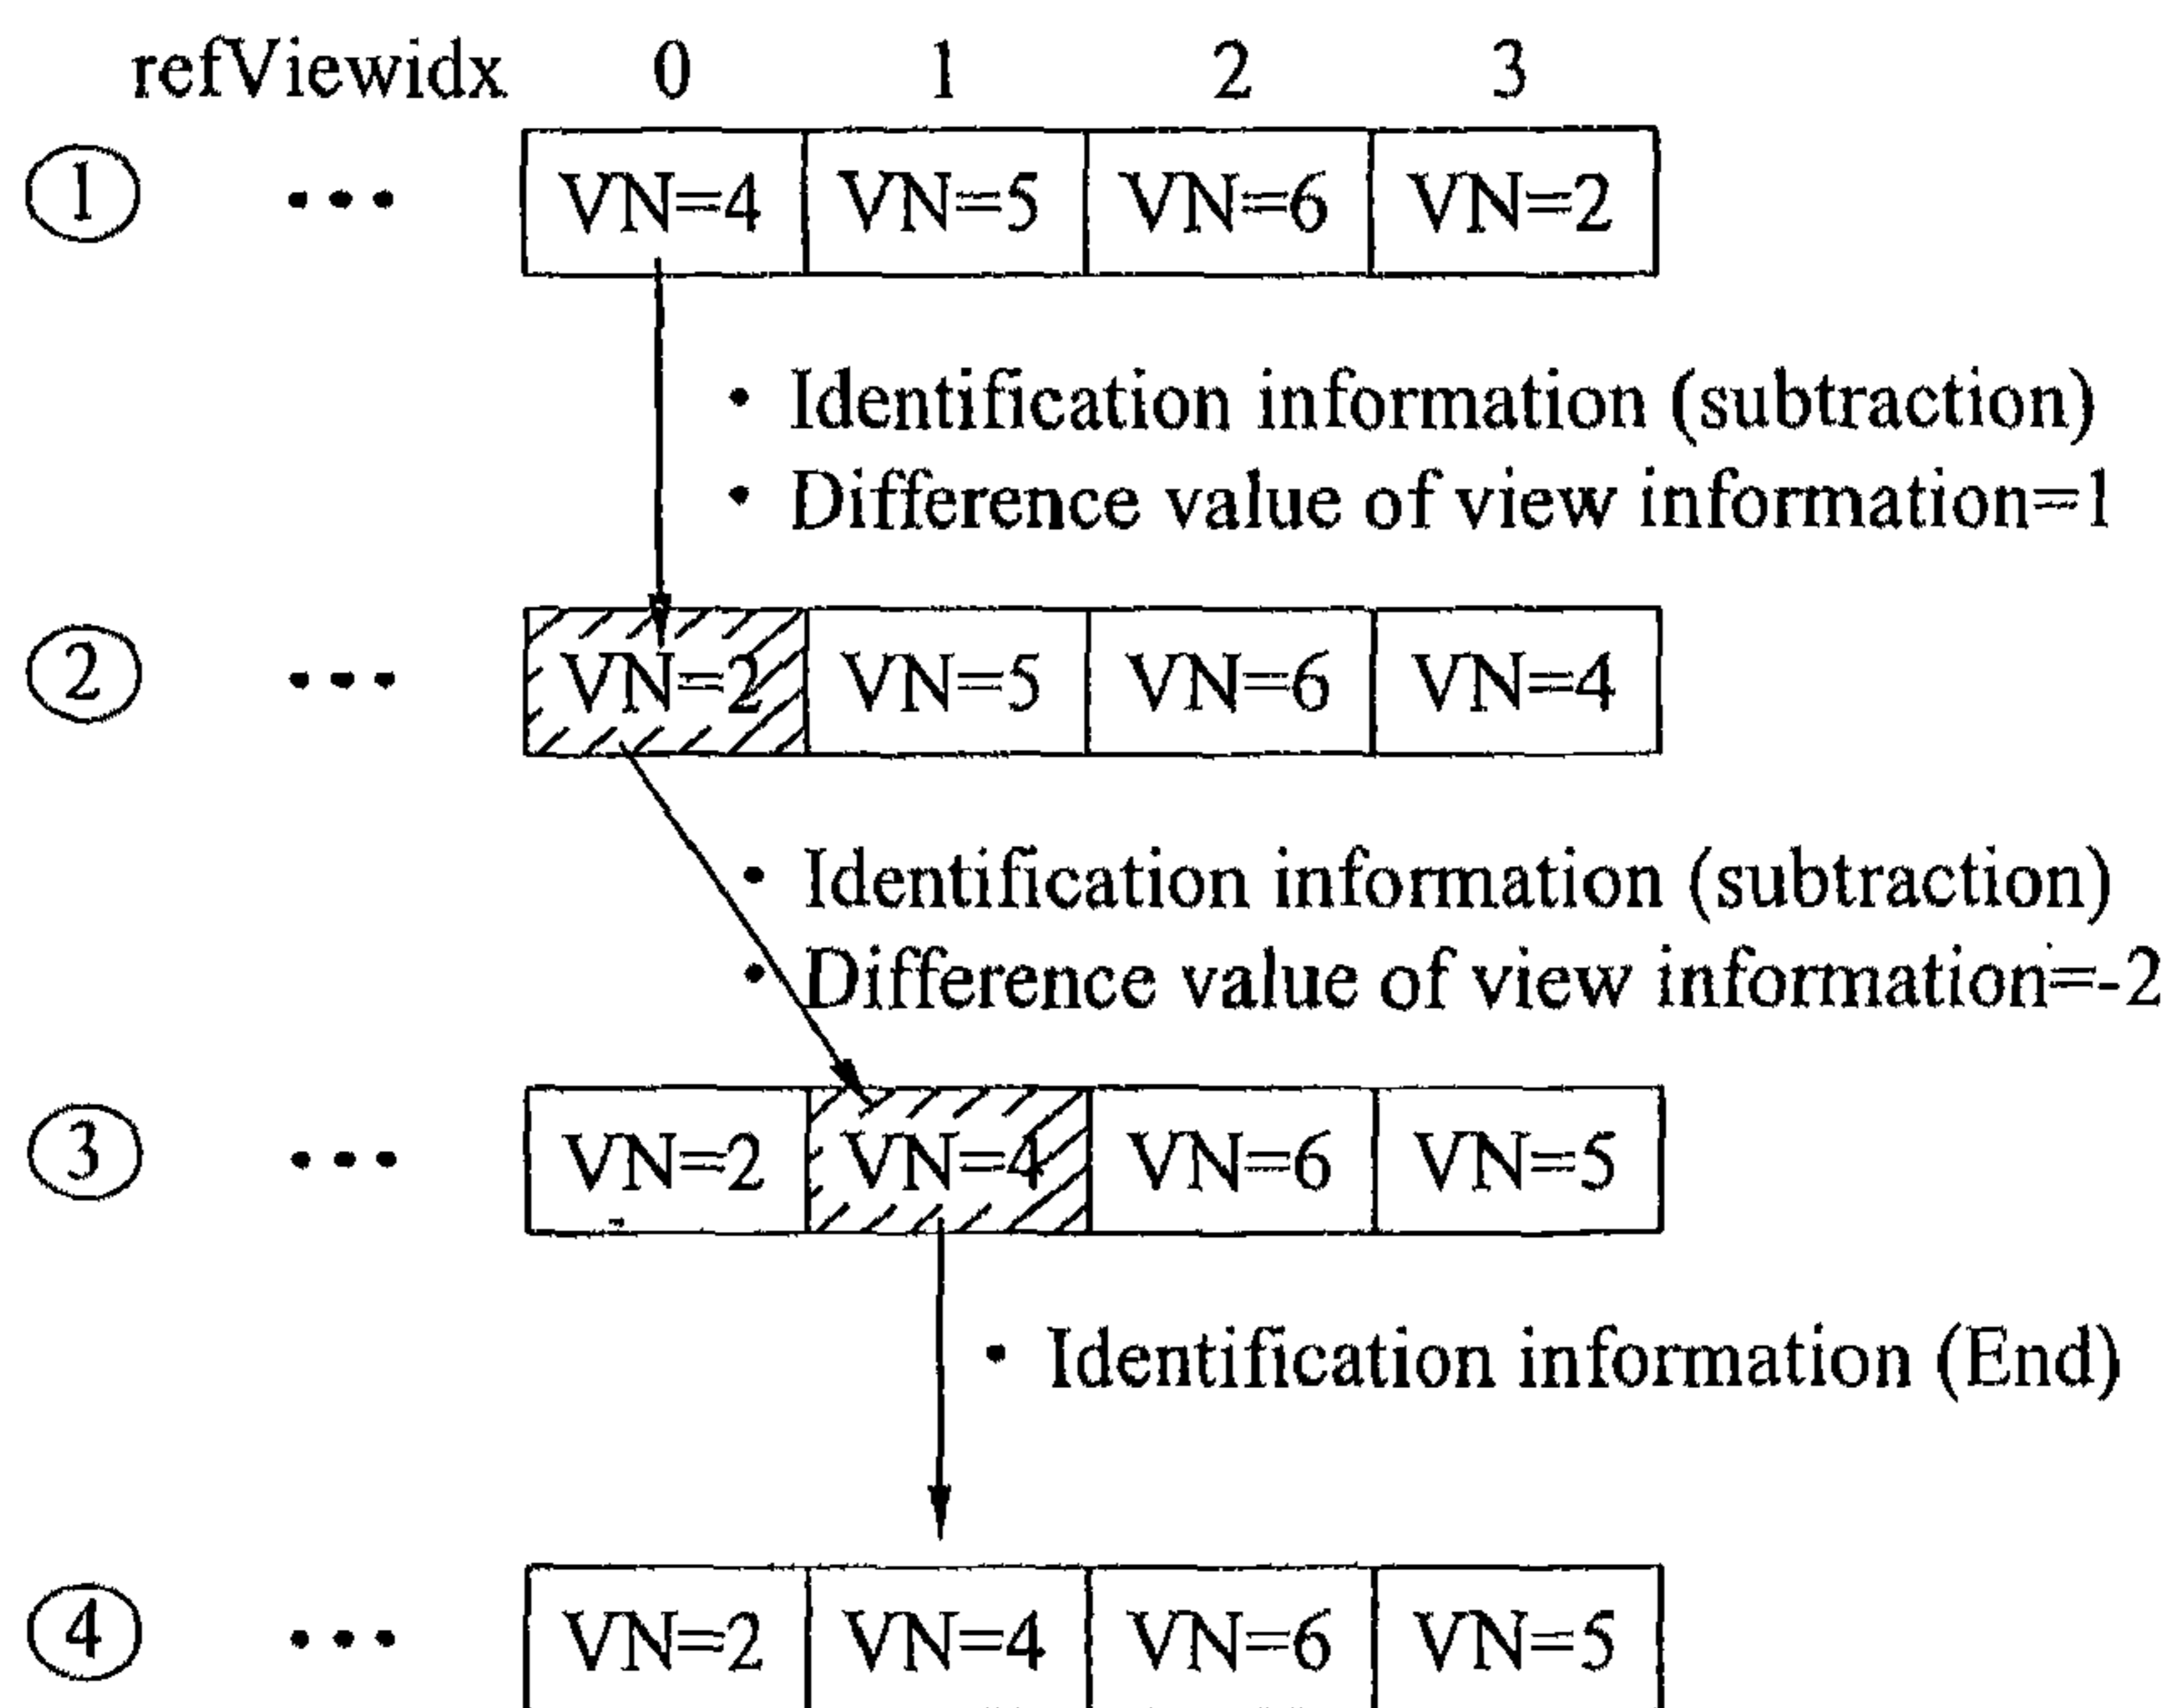 refViewidx 0 1 2 3
① ... VN=4 VN=5 VN=6 VN=2
• Identification information (subtraction)
• Difference value of view information=1
② ... VN=2 VN=5 VN=6 VN=4
• Identification information (subtraction)
• Difference value of view information=-2
③ ... VN=2 VN=4 VN=6 VN=5
• Identification information (End)
④ ... VN=2 VN=4 VN=6 VN=5